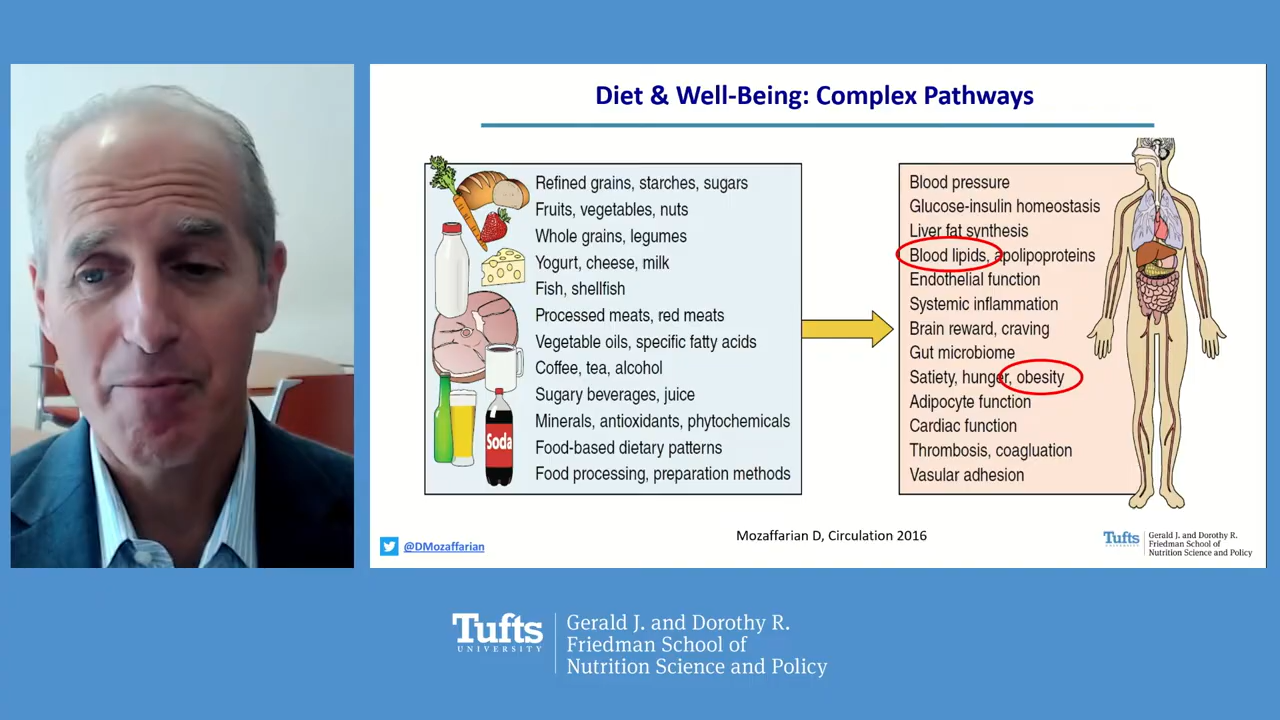 Diet & Well-Being: Complex Pathways
Refined grains, starches, sugars
Fruits, vegetables, nuts
Whole grains, legumes
Yogurt, cheese, milk
Fish, shellfish
Processed meats, red meats
Vegetable oils, specific fatty acids
Coffee, tea, alcohol
Sugary beverages, juice
Minerals, antioxidants, phytochemicals
Food-based dietary patterns
Food processing, preparation methods
Soda
Blood pressure
Glucose-insulin homeostasis
Liver fat synthesis
Blood lipids, apolipoproteins
Endothelial function
Systemic inflammation
Brain reward, craving
Gut microbiome
Satiety, hunger, obesity
Adipocyte function
Cardiac function
Thrombosis, coagluation
Vascular adhesion
Mozaffarian D, Circulation 2016
@DMozaffarian
Tufts
UNIVERSITY
Gerald J. and Dorothy R.
Friedman School of
Nutrition Science and Policy
Tufts
UNIVERSITY
Gerald J. and Dorothy R.
Friedman School of
Nutrition Science and Policy